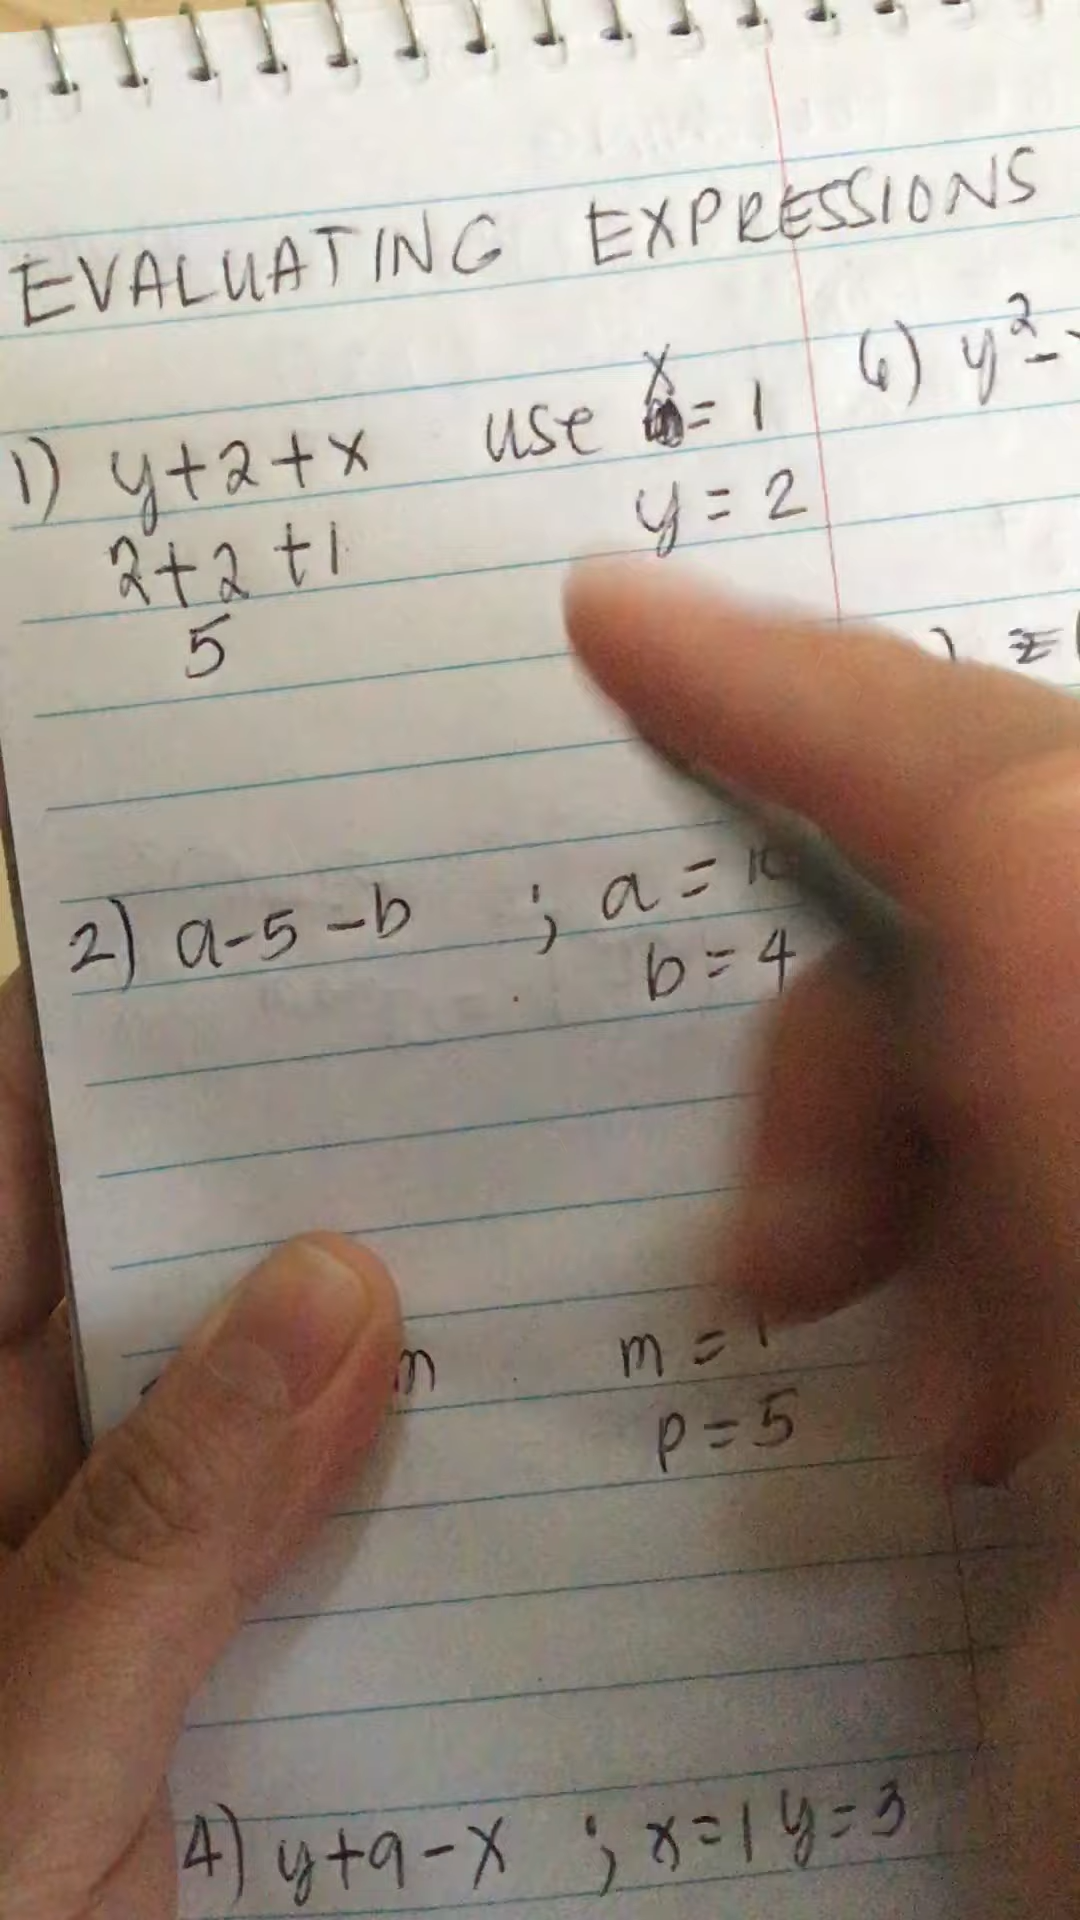 EVALUATING EXPRESSIONS
1) y+2+x use x = 1
y = 2
2+2+1
5
6) y² -
2) a-5-b ; a =
b = 4
m m =
p = 5
4) y+9-x ; x=1 y=3